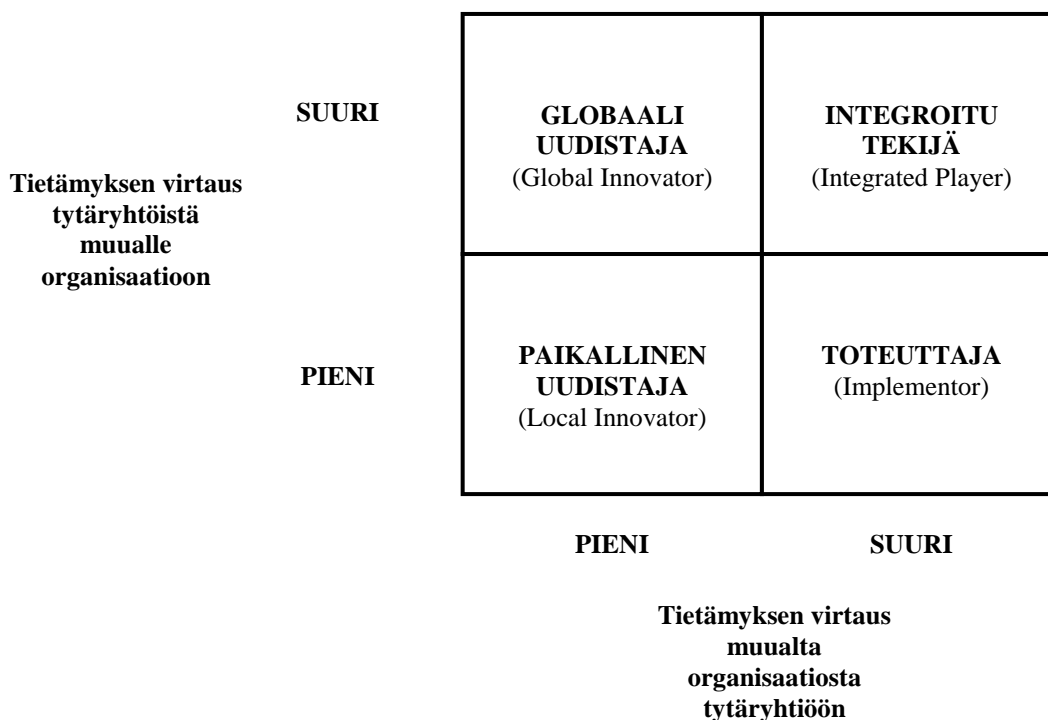 SUURI
GLOBAALI
UUDISTAJA
(Global Innovator)
INTEGROITU
TEKIJÄ
(Integrated Player)
Tietämyksen virtaus
tytäryhtöistä
muualle
organisaatioon
PIENI
PAIKALLINEN
UUDISTAJA
(Local Innovator)
TOTEUTTAJA
(Implementor)
PIENI
SUURI
Tietämyksen virtaus
muualta
organisaatiosta
tytäryhtiöön